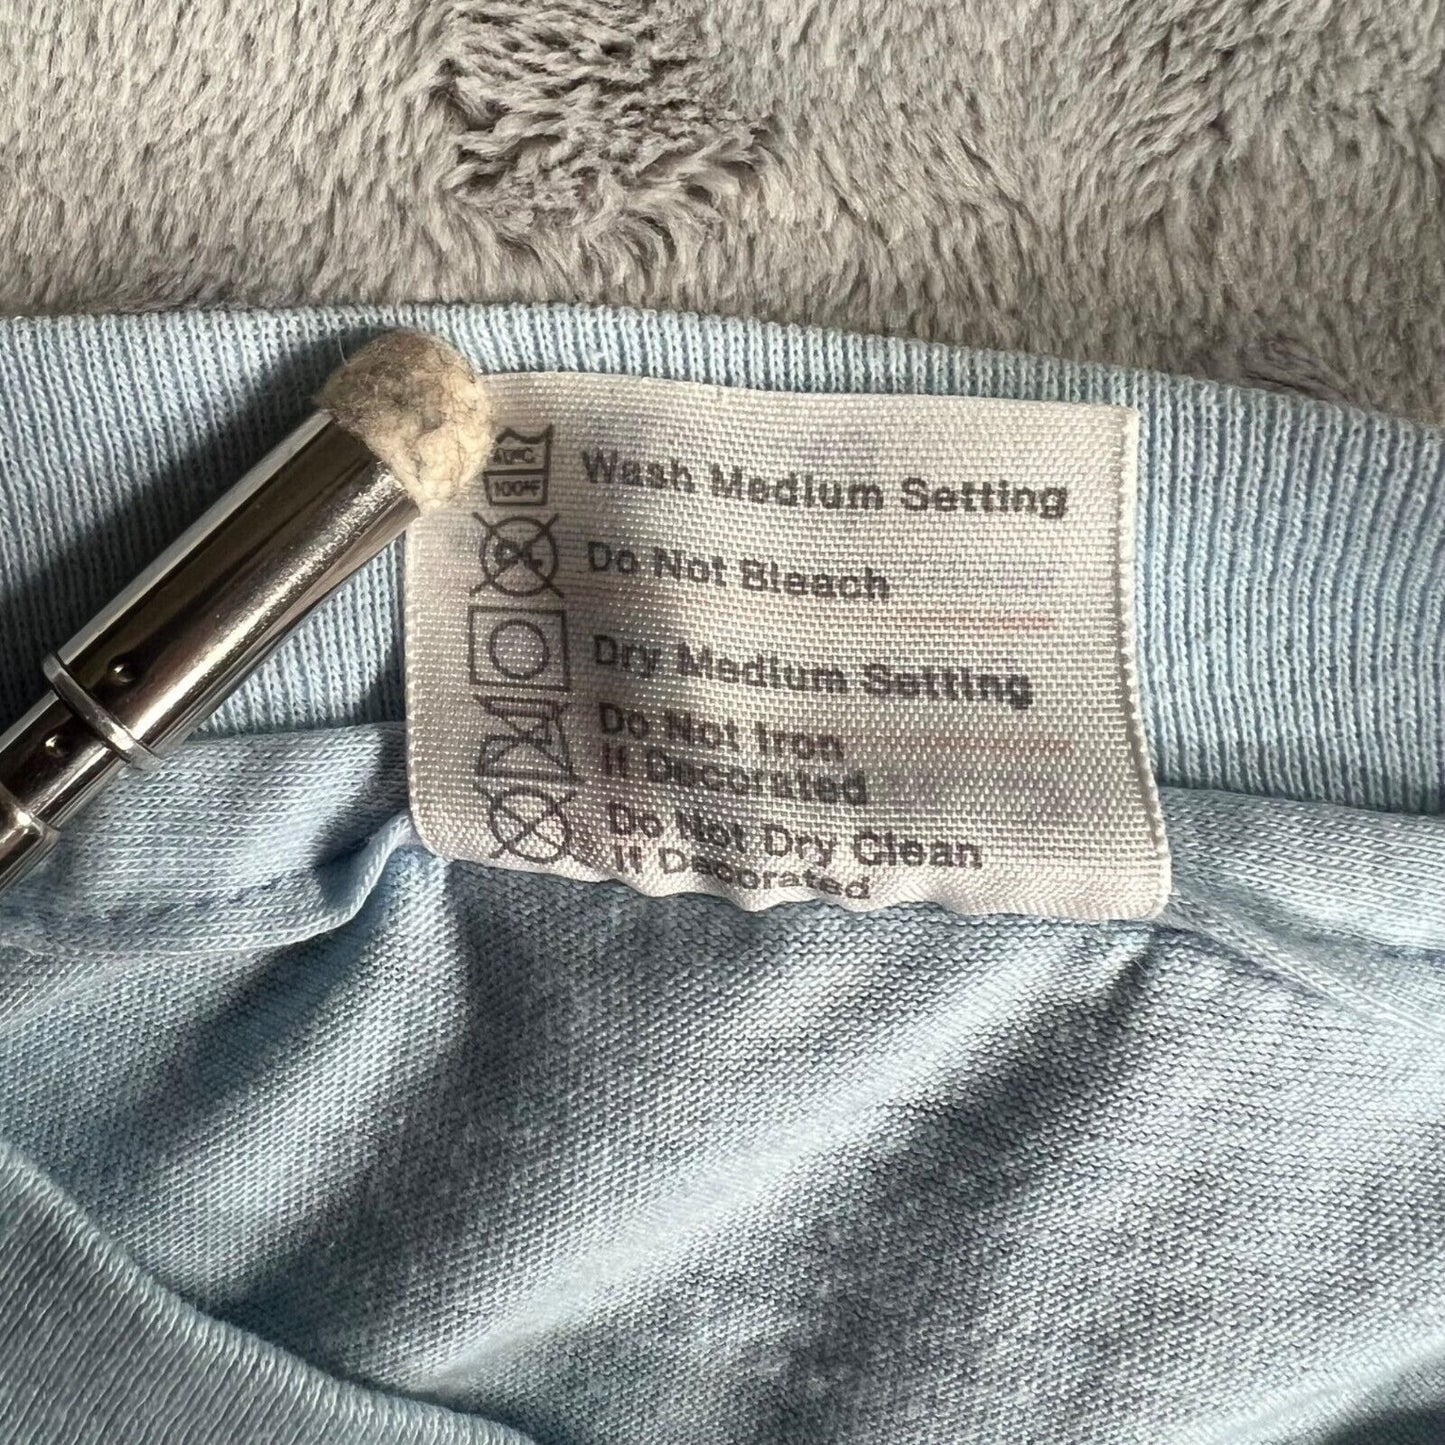 40°C
100°F
Wash Medium Setting
Do Not Bleach
Dry Medium Setting
Do Not Iron
If Decorated
Do Not Dry Clean
If Decorated